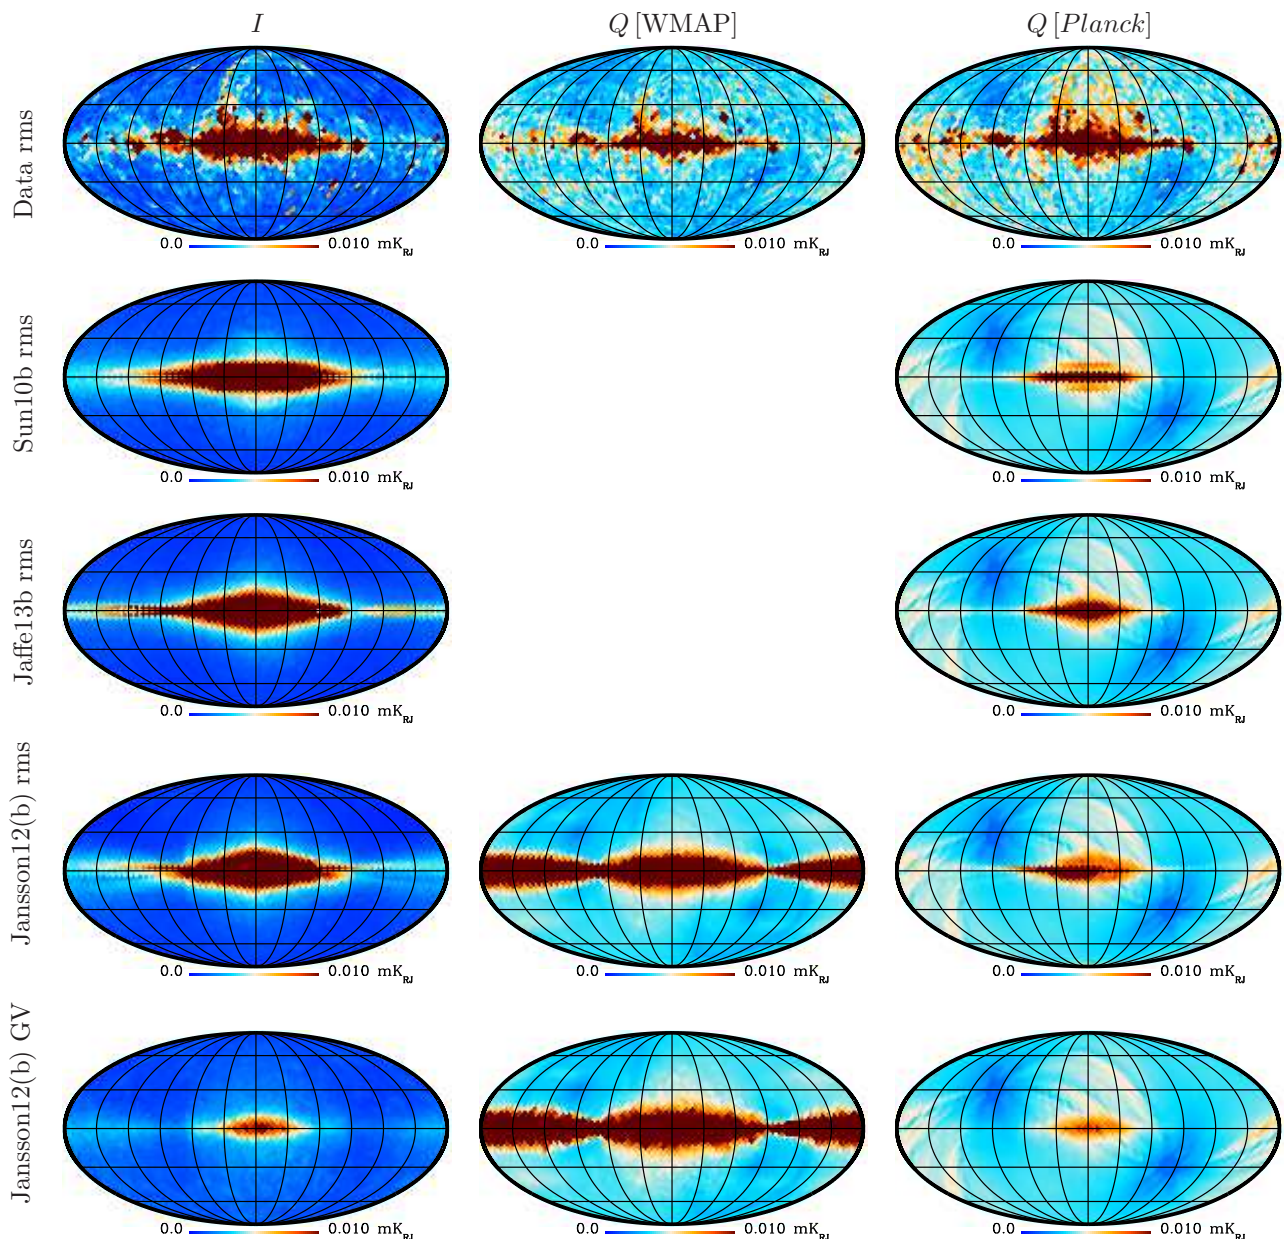 I Q [WMAP] Q [Planck]
Data rms
0.0 0.010 mK_RJ 0.0 0.010 mK_RJ 0.0 0.010 mK_RJ
Sun10b rms
0.0 0.010 mK_RJ 0.0 0.010 mK_RJ
Jaffe13b rms
0.0 0.010 mK_RJ 0.0 0.010 mK_RJ
Jansson12(b) rms
0.0 0.010 mK_RJ 0.0 0.010 mK_RJ 0.0 0.010 mK_RJ
Jansson12(b) GV
0.0 0.010 mK_RJ 0.0 0.010 mK_RJ 0.0 0.010 mK_RJ